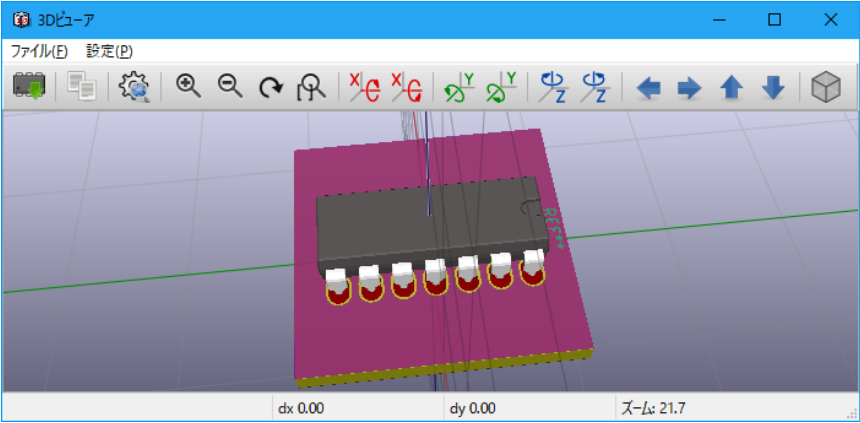 3Dビューア
ファイル(F) 設定(P)
X X Y Y Z Z
REF**
dx 0.00 dy 0.00 ズーム: 21.7